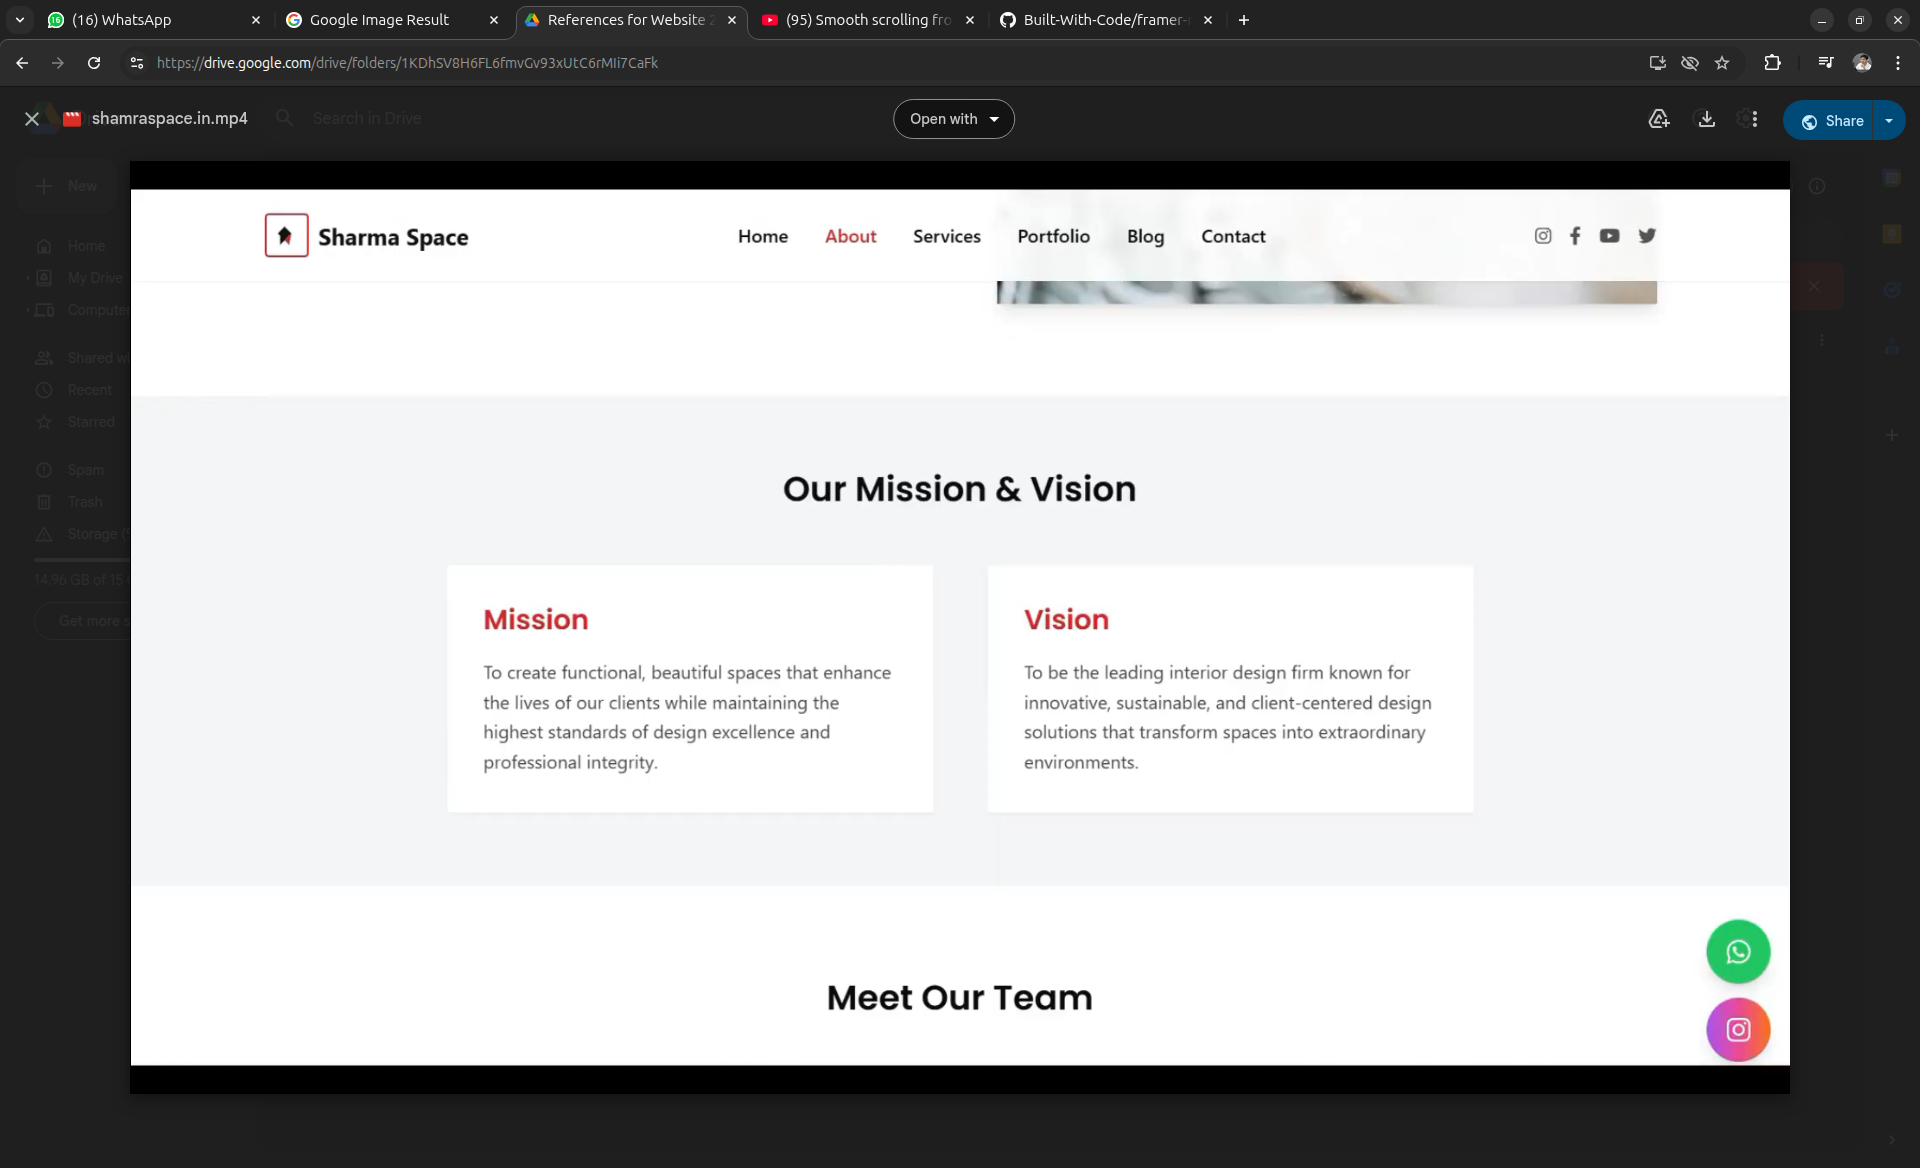 (16) WhatsApp
Google Image Result
References for Website 2
(95) Smooth scrolling fro
Built-With-Code/framer-
https://drive.google.com/drive/folders/1KDhSV8H6FL6fmvGv93xUtC6rMIi7CaFk
shamraspace.in.mp4
Search in Drive
Open with
Share
New
Home
My Drive
Compute
Shared w
Recent
Starred
Spam
Trash
Storage
14.96 GB of 15
Get more s
Sharma Space
Home
About
Services
Portfolio
Blog
Contact
Our Mission & Vision
Mission
To create functional, beautiful spaces that enhance
the lives of our clients while maintaining the
highest standards of design excellence and
professional integrity.
Vision
To be the leading interior design firm known for
innovative, sustainable, and client-centered design
solutions that transform spaces into extraordinary
environments.
Meet Our Team